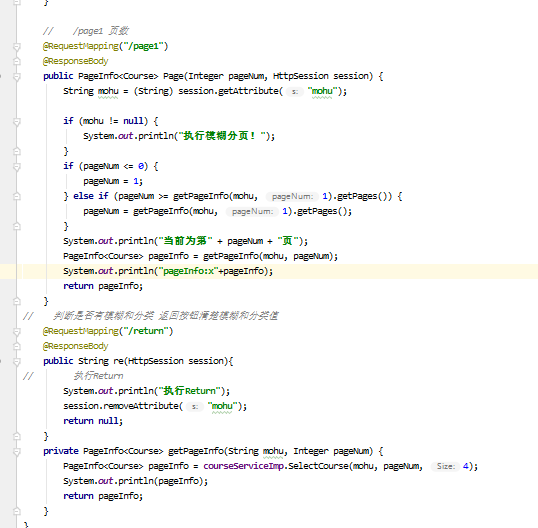 }
//    /page1 页数
@RequestMapping("/page1")
@ResponseBody
public PageInfo<Course> Page(Integer pageNum, HttpSession session) {
String mohu = (String) session.getAttribute( s: "mohu");
if (mohu != null) {
System.out.println("执行模糊分页! ");
}
if (pageNum <= 0) {
pageNum = 1;
} else if (pageNum >= getPageInfo(mohu, pageNum: 1).getPages()) {
pageNum = getPageInfo(mohu, pageNum: 1).getPages();
}
System.out.println("当前为第" + pageNum + "页");
PageInfo<Course> pageInfo = getPageInfo(mohu, pageNum);
System.out.println("pageInfo:x"+pageInfo);
return pageInfo;
}
//    判断是否有模糊和分类 返回按钮清楚模糊和分类值
@RequestMapping("/return")
@ResponseBody
public String re(HttpSession session){
//        执行Return
System.out.println("执行Return");
session.removeAttribute( s: "mohu");
return null;
}
private PageInfo<Course> getPageInfo(String mohu, Integer pageNum) {
PageInfo<Course> pageInfo = courseServiceImp.SelectCourse(mohu, pageNum, Size: 4);
System.out.println(pageInfo);
return pageInfo;
}
}